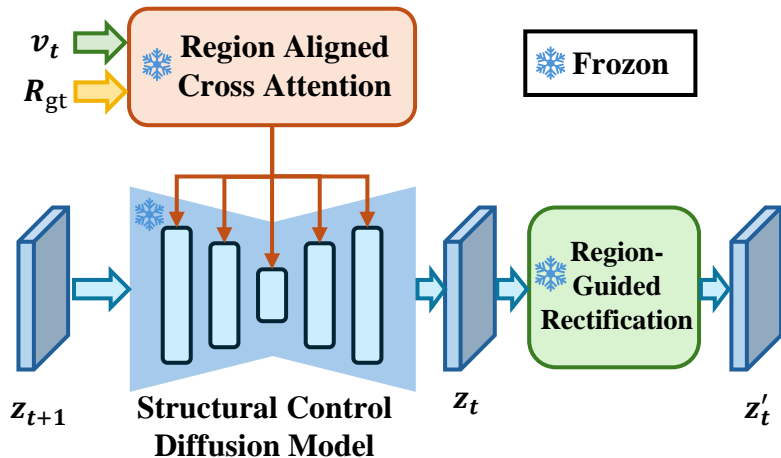 v_t
R_gt
Region Aligned
Cross Attention
Frozon
z_{t+1}
Structural Control
Diffusion Model
z_t
Region-
Guided
Rectification
z'_t